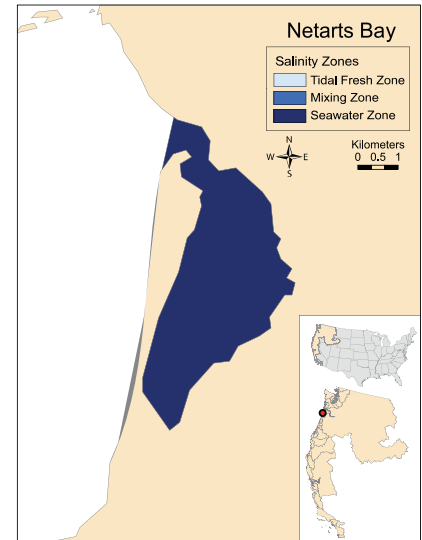 Netarts Bay
Salinity Zones
Tidal Fresh Zone
Mixing Zone
Seawater Zone
N
W E
S
Kilometers
0 0.5 1